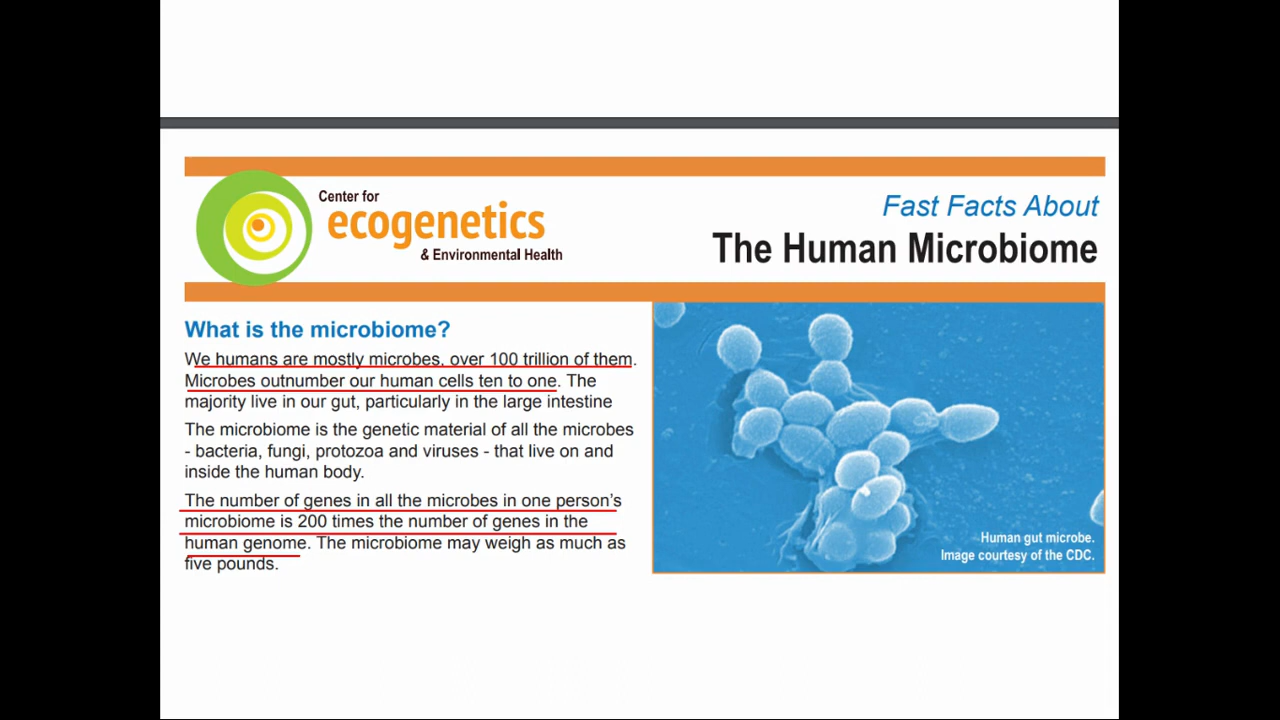 Center for
ecogenetics
& Environmental Health
Fast Facts About
The Human Microbiome
What is the microbiome?
We humans are mostly microbes, over 100 trillion of them.
Microbes outnumber our human cells ten to one. The
majority live in our gut, particularly in the large intestine
The microbiome is the genetic material of all the microbes
- bacteria, fungi, protozoa and viruses - that live on and
inside the human body.
The number of genes in all the microbes in one person’s
microbiome is 200 times the number of genes in the
human genome. The microbiome may weigh as much as
five pounds.
Human gut microbe.
Image courtesy of the CDC.